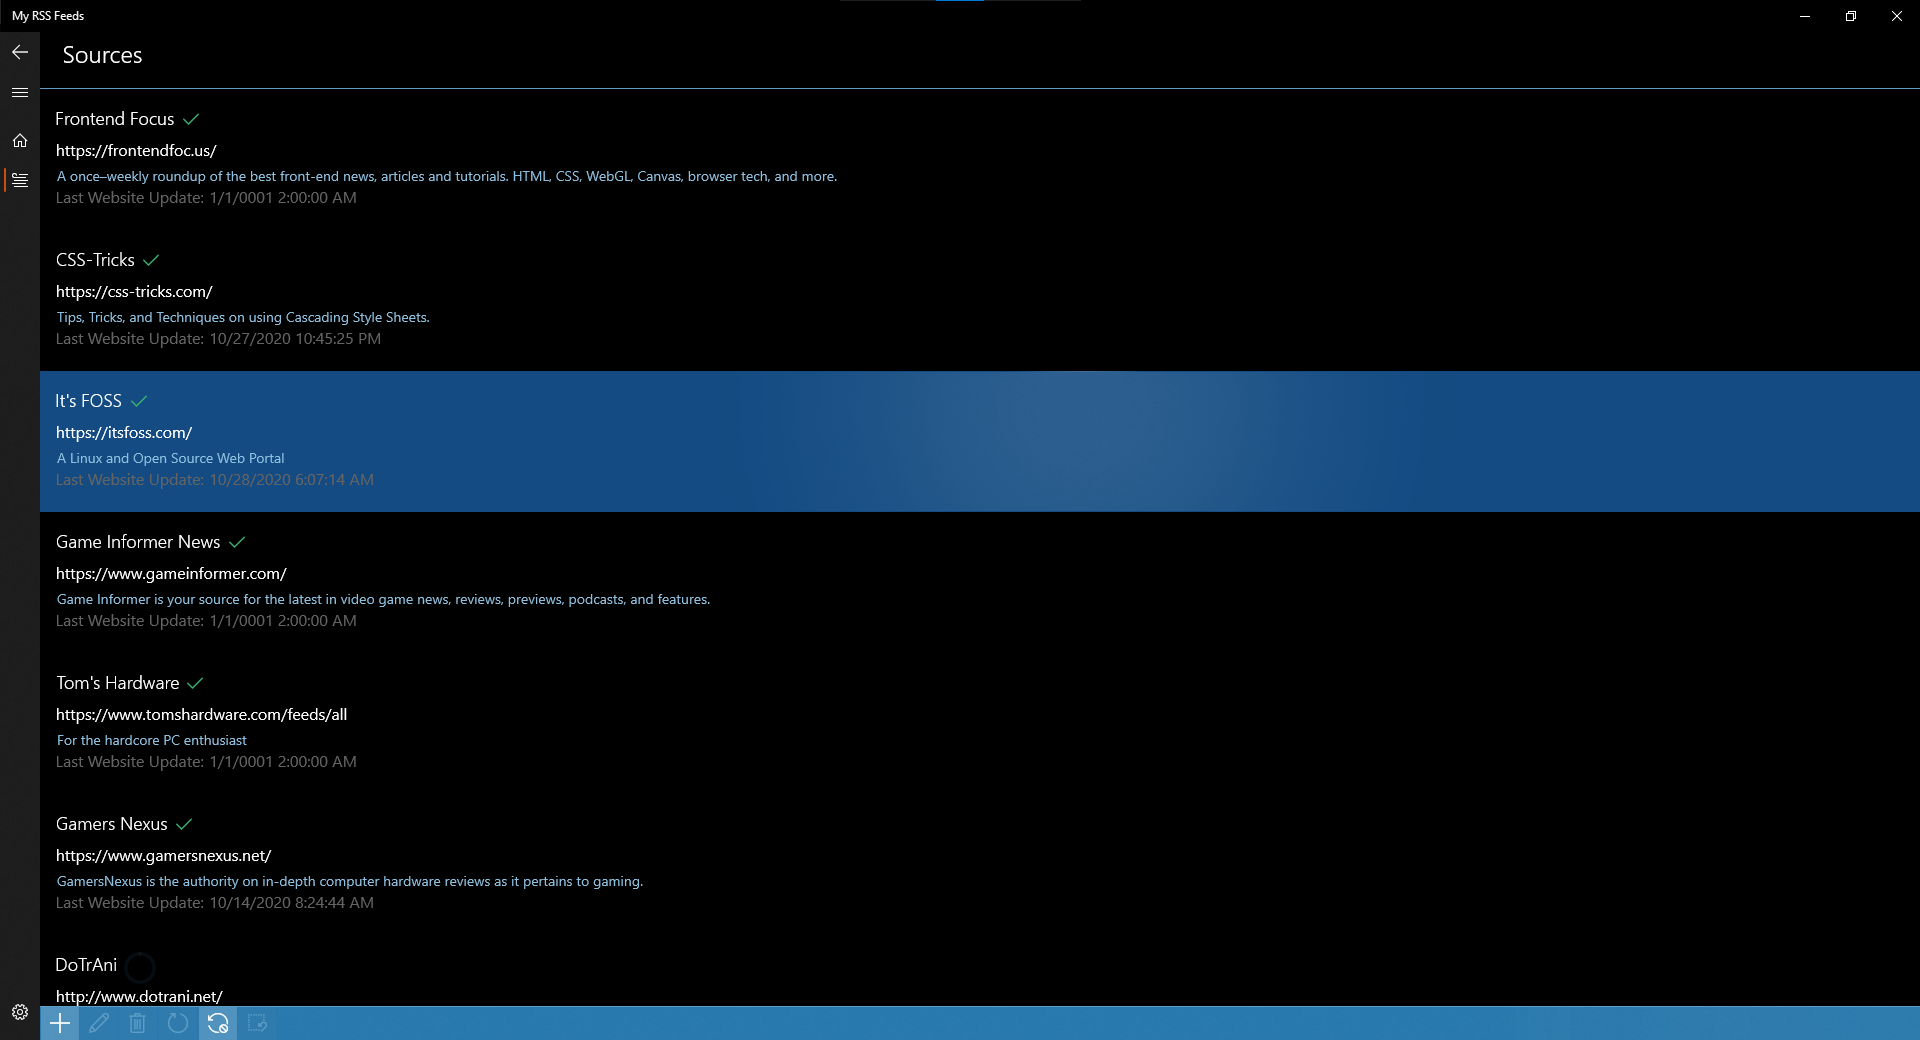 My RSS Feeds
Sources
Frontend Focus
https://frontendfoc.us/
A once–weekly roundup of the best front-end news, articles and tutorials. HTML, CSS, WebGL, Canvas, browser tech, and more.
Last Website Update: 1/1/0001 2:00:00 AM
CSS-Tricks
https://css-tricks.com/
Tips, Tricks, and Techniques on using Cascading Style Sheets.
Last Website Update: 10/27/2020 10:45:25 PM
It's FOSS
https://itsfoss.com/
A Linux and Open Source Web Portal
Last Website Update: 10/28/2020 6:07:14 AM
Game Informer News
https://www.gameinformer.com/
Game Informer is your source for the latest in video game news, reviews, previews, podcasts, and features.
Last Website Update: 1/1/0001 2:00:00 AM
Tom's Hardware
https://www.tomshardware.com/feeds/all
For the hardcore PC enthusiast
Last Website Update: 1/1/0001 2:00:00 AM
Gamers Nexus
https://www.gamersnexus.net/
GamersNexus is the authority on in-depth computer hardware reviews as it pertains to gaming.
Last Website Update: 10/14/2020 8:24:44 AM
DoTrAni
http://www.dotrani.net/